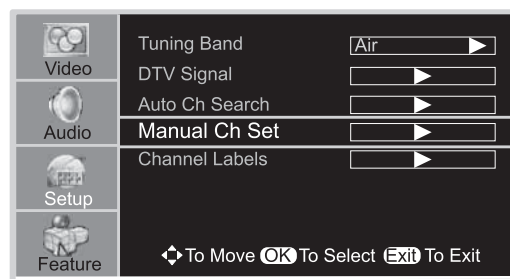 Video
Audio
Setup
Feature
Tuning Band Air
DTV Signal
Auto Ch Search
Manual Ch Set
Channel Labels
To Move OK To Select Exit To Exit